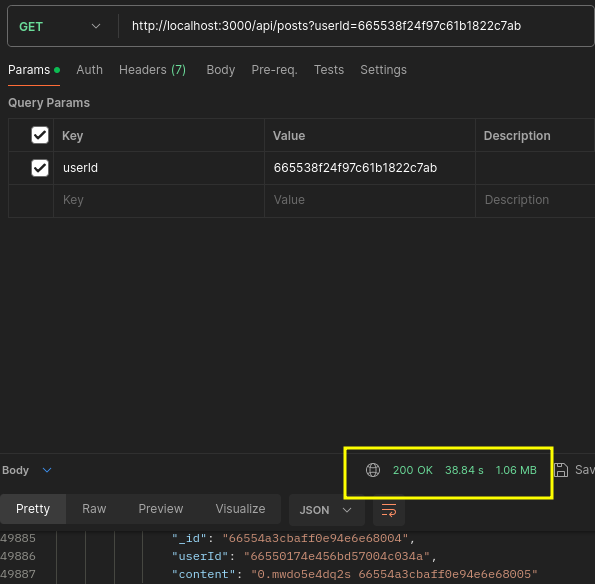 GET http://localhost:3000/api/posts?userId=665538f24f97c61b1822c7ab
Params Auth Headers (7) Body Pre-req. Tests Settings
Query Params
Key Value Description
userId 665538f24f97c61b1822c7ab
Key Value Description
Body 200 OK 38.84 s 1.06 MB Sav
Pretty Raw Preview Visualize JSON
49885 "_id": "66554a3cbaff0e94e6e68004",
49886 "userId": "66550174e456bd57004c034a",
49887 "content": "0.mwdo5e4dq2s 66554a3cbaff0e94e6e68005"